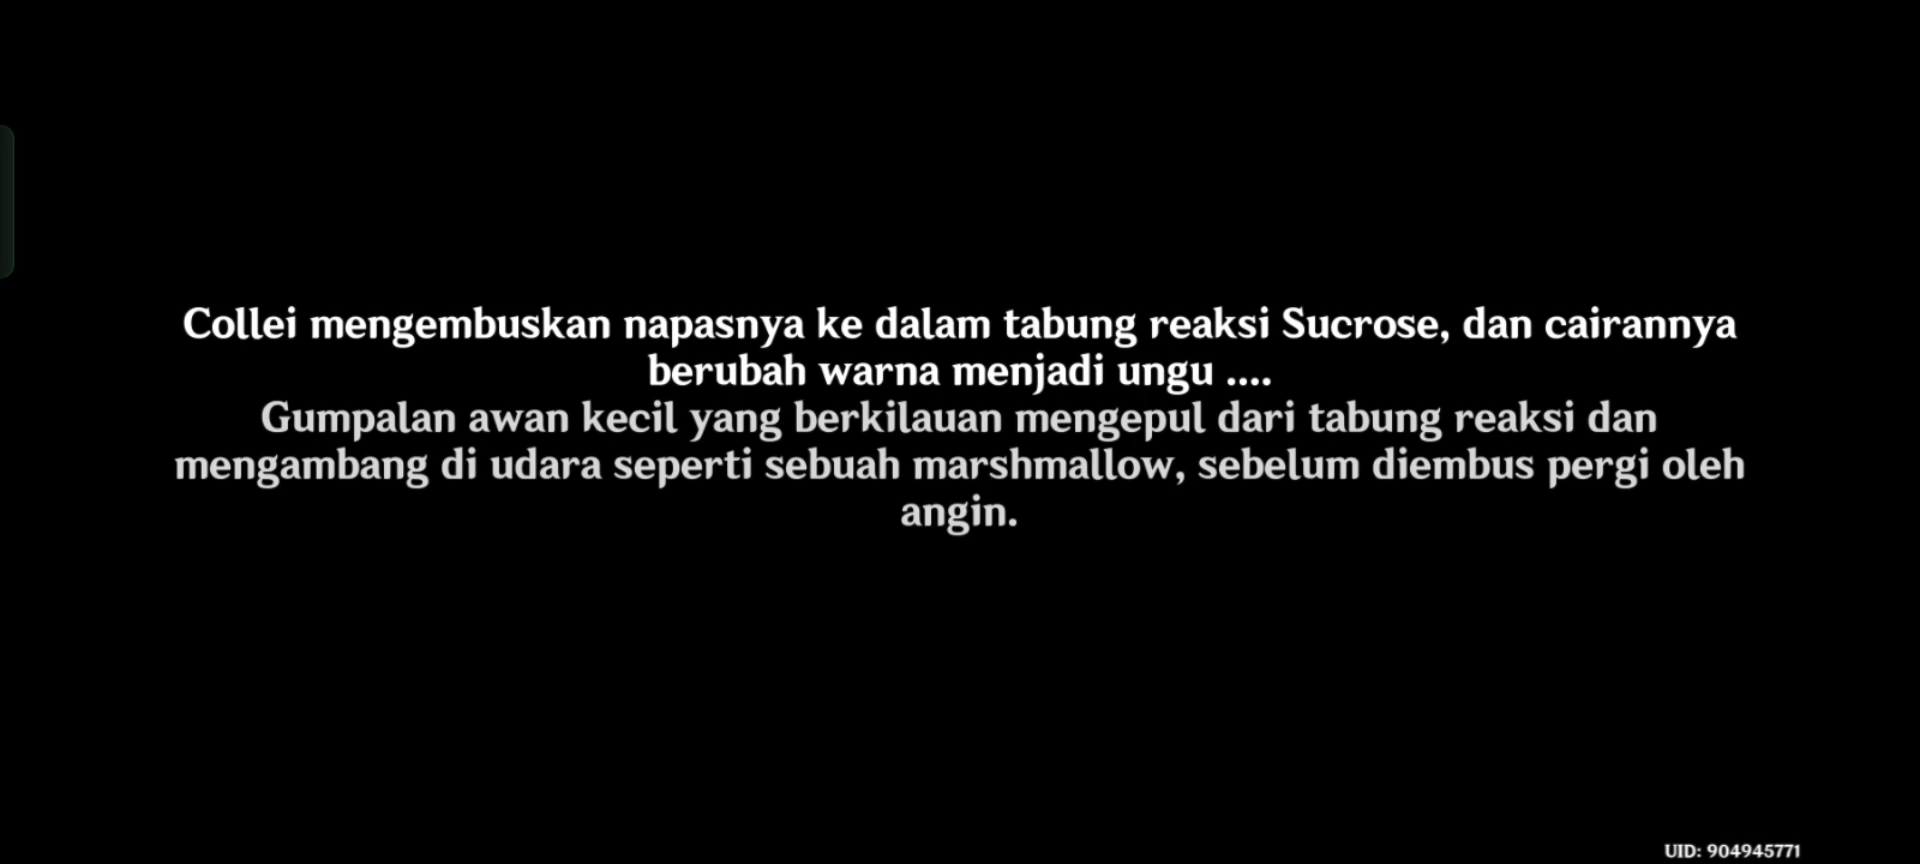 Collei mengembuskan napasnya ke dalam tabung reaksi Sucrose, dan cairannya
berubah warna menjadi ungu ....
Gumpalan awan kecil yang berkilauan mengepul dari tabung reaksi dan
mengambang di udara seperti sebuah marshmallow, sebelum diembus pergi oleh
angin.
UID: 904945771